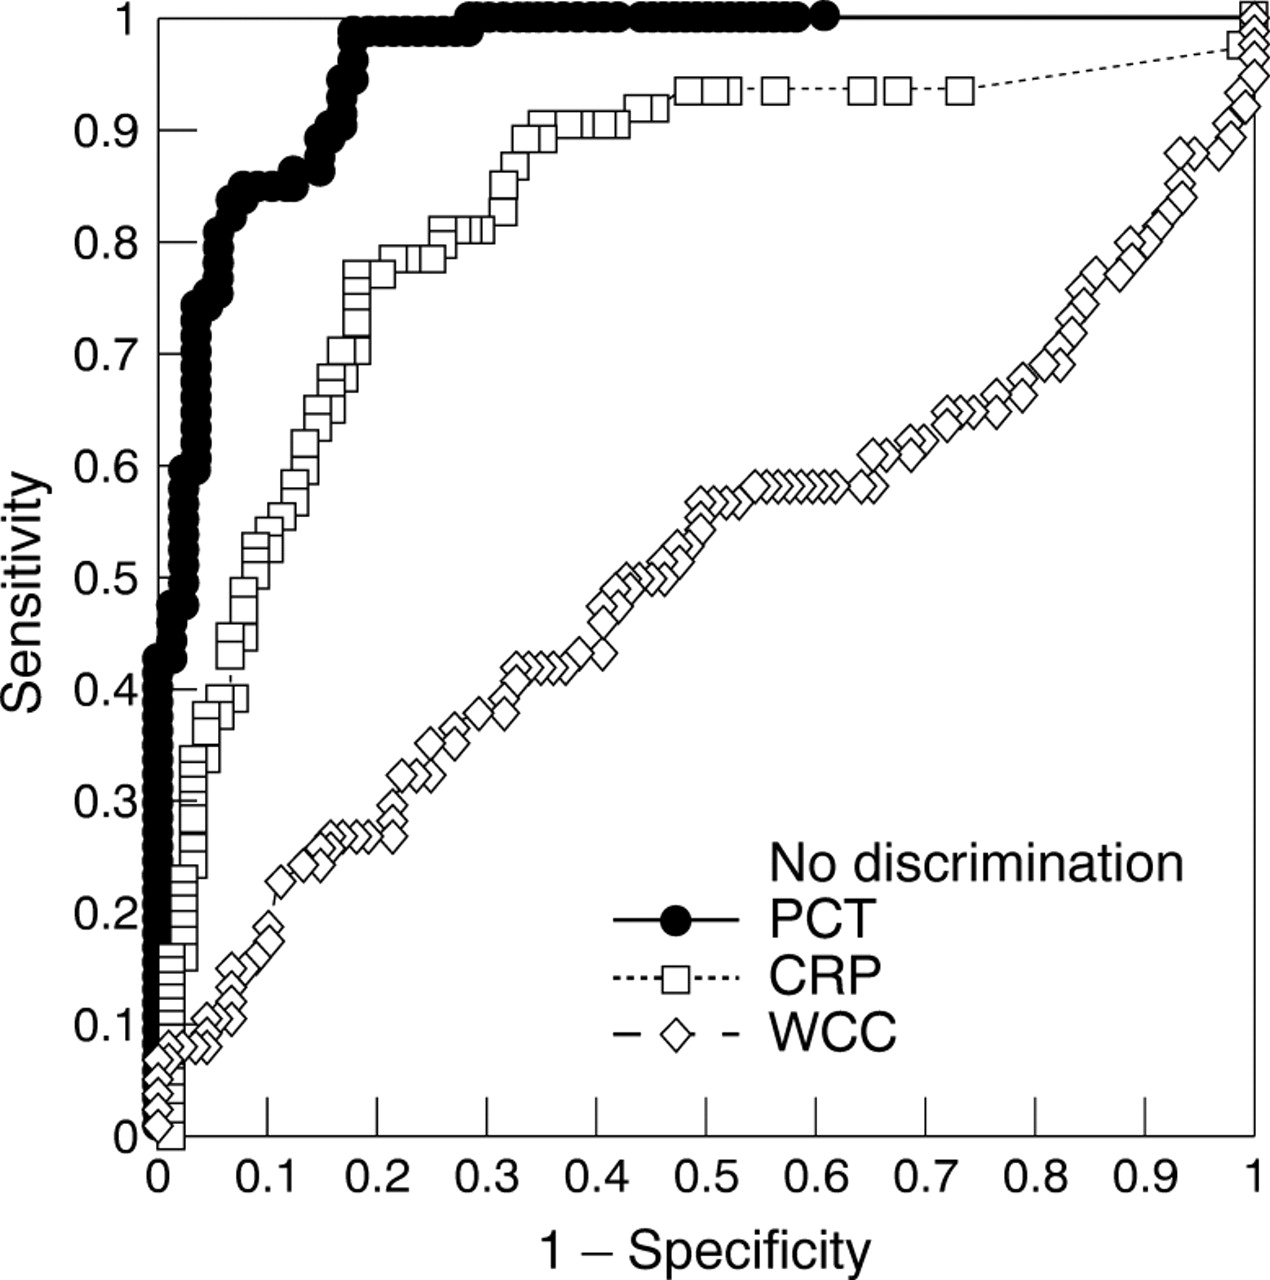 Sensitivity
1
0.9
0.8
0.7
0.6
0.5
0.4
0.3
0.2
0.1
0
No discrimination
PCT
CRP
WCC
0 0.1 0.2 0.3 0.4 0.5 0.6 0.7 0.8 0.9 1
1 – Specificity